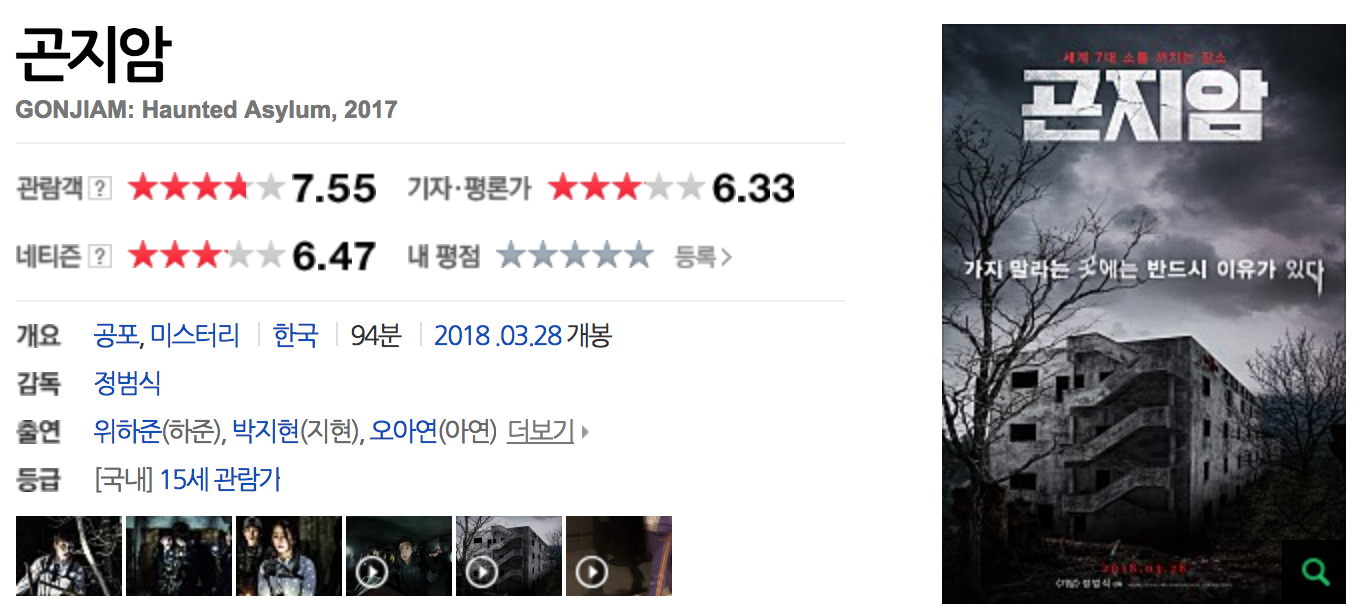 곤지암
GONJIAM: Haunted Asylum, 2017
관람객 ? 7.55 기자·평론가 6.33
네티즌 ? 6.47 내 평점 등록 >
개요 공포, 미스터리 한국 94분 2018 .03.28 개봉
감독 정범식
출연 위하준(하준), 박지현(지현), 오아연(아연) 더보기
등급 [국내] 15세 관람가
세계 7대 소름 끼치는 장소
곤지암
가지 말라는 곳에는 반드시 이유가 있다
2018.03.28